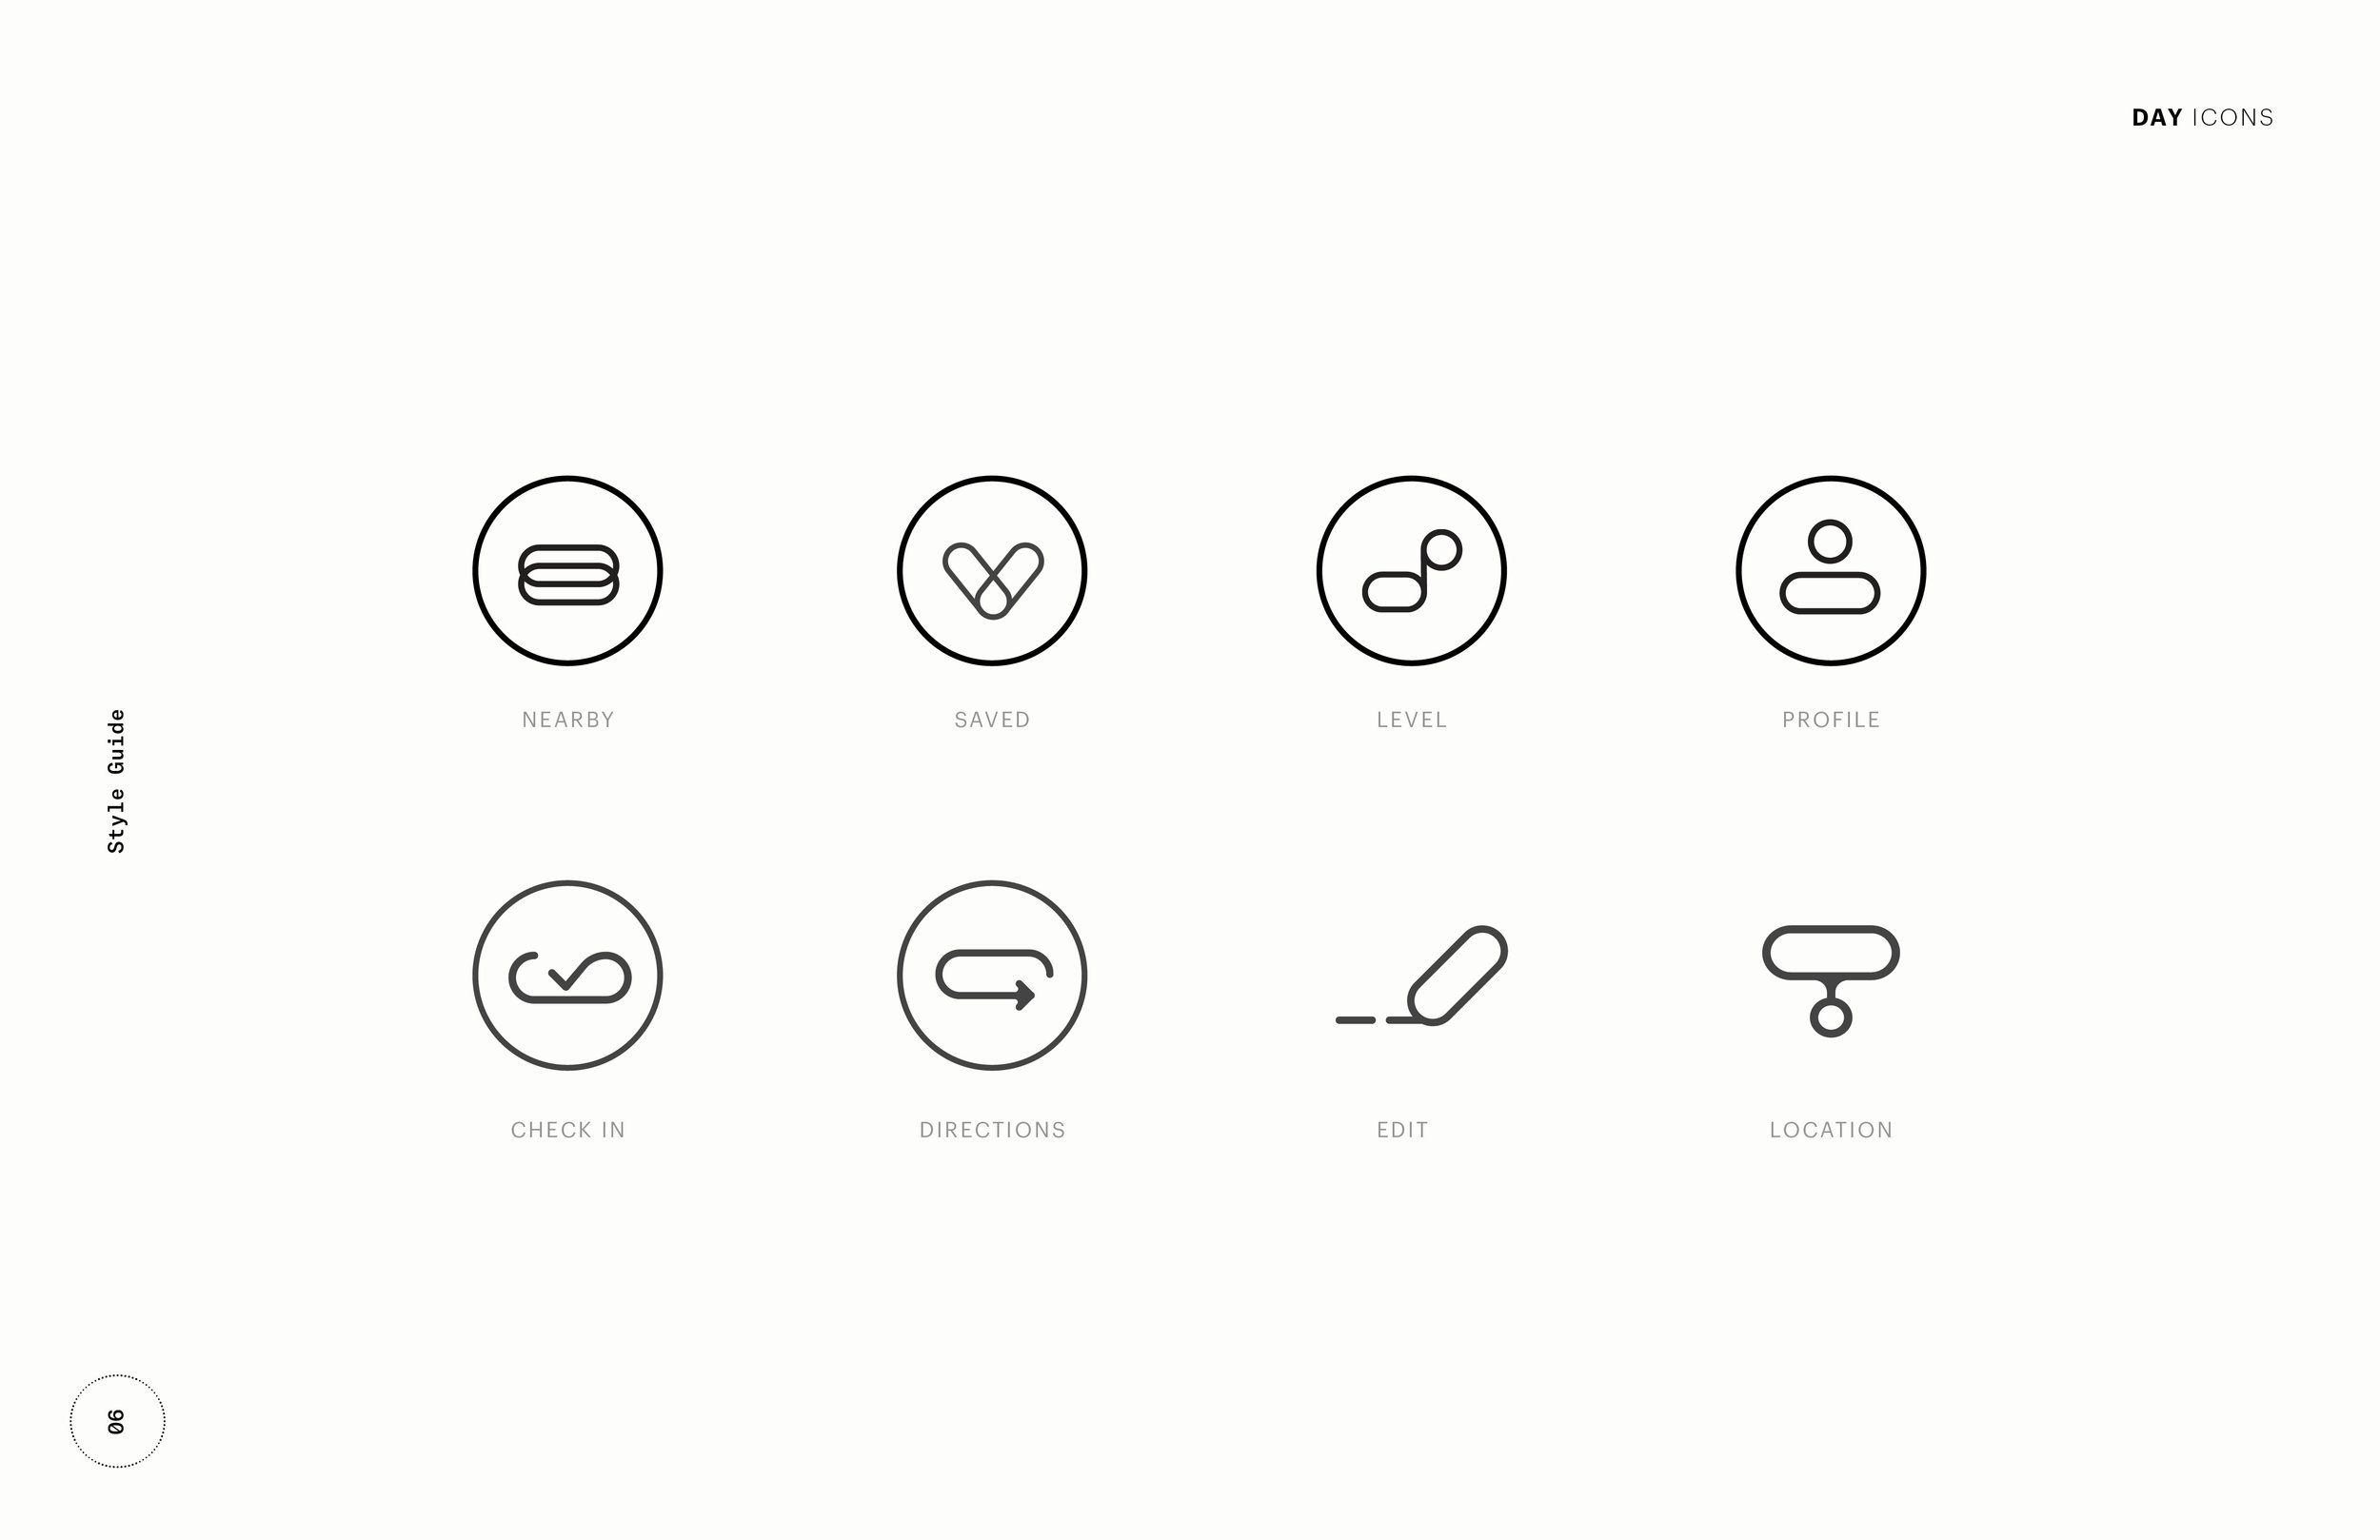 DAY ICONS
NEARBY
SAVED
LEVEL
PROFILE
Style Guide
CHECK IN
DIRECTIONS
EDIT
LOCATION
06